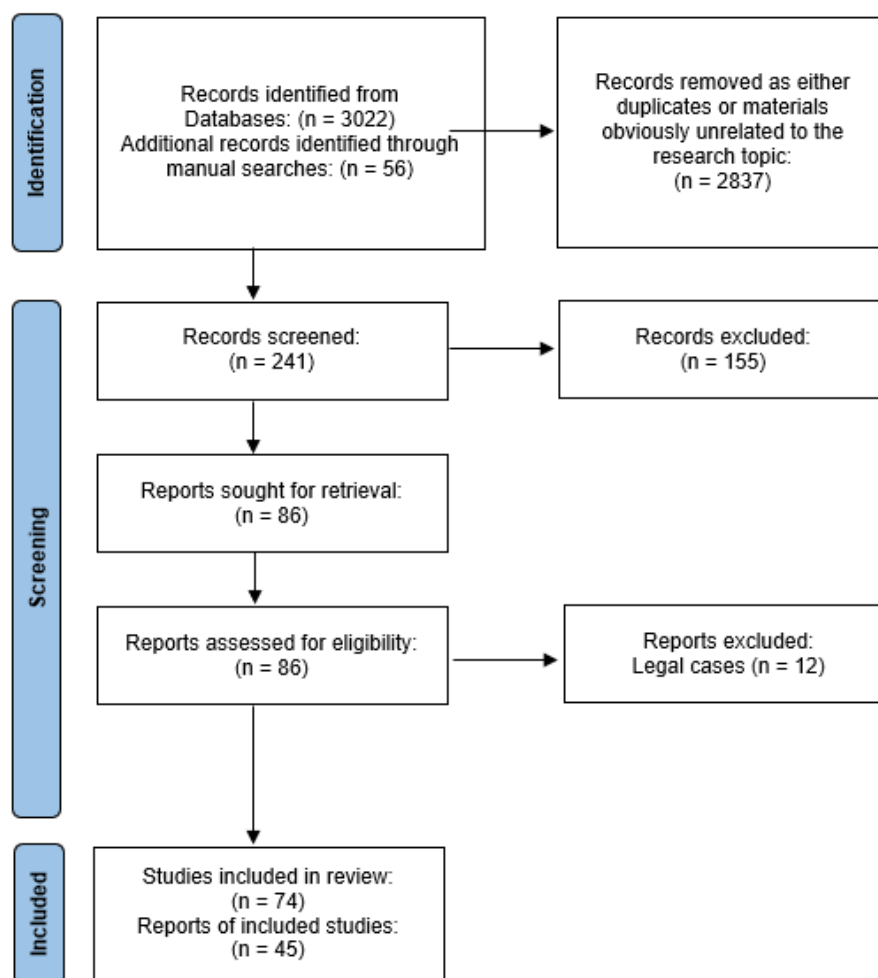 Identification
Records identified from
Databases: (n = 3022)
Additional records identified through
manual searches: (n = 56)
Records removed as either
duplicates or materials
obviously unrelated to the
research topic:
(n = 2837)
Screening
Records screened:
(n = 241)
Records excluded:
(n = 155)
Reports sought for retrieval:
(n = 86)
Reports assessed for eligibility:
(n = 86)
Reports excluded:
Legal cases (n = 12)
Included
Studies included in review:
(n = 74)
Reports of included studies:
(n = 45)